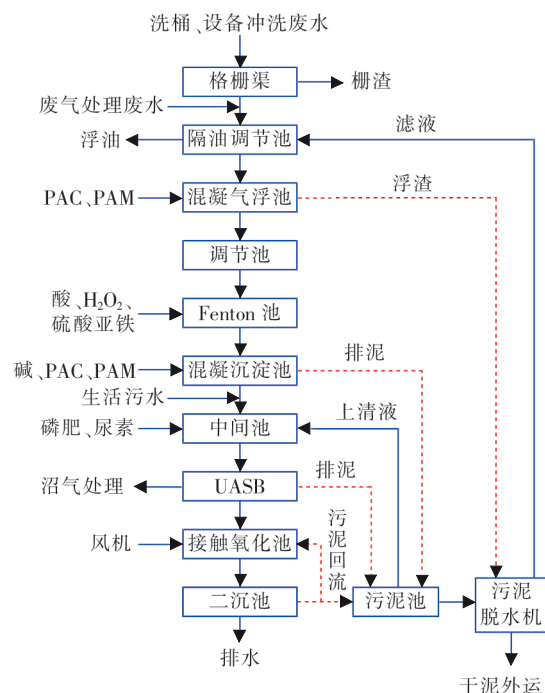 洗桶、设备冲洗废水
格栅渠
栅渣
废气处理废水
浮油
隔油调节池
滤液
PAC、PAM
混凝气浮池
浮渣
调节池
酸、H₂O₂、
硫酸亚铁
Fenton 池
碱、PAC、PAM
混凝沉淀池
排泥
生活污水
磷肥、尿素
中间池
上清液
沼气处理
UASB
排泥
风机
接触氧化池
污泥回流
二沉池
污泥池
污泥
脱水机
排水
干泥外运